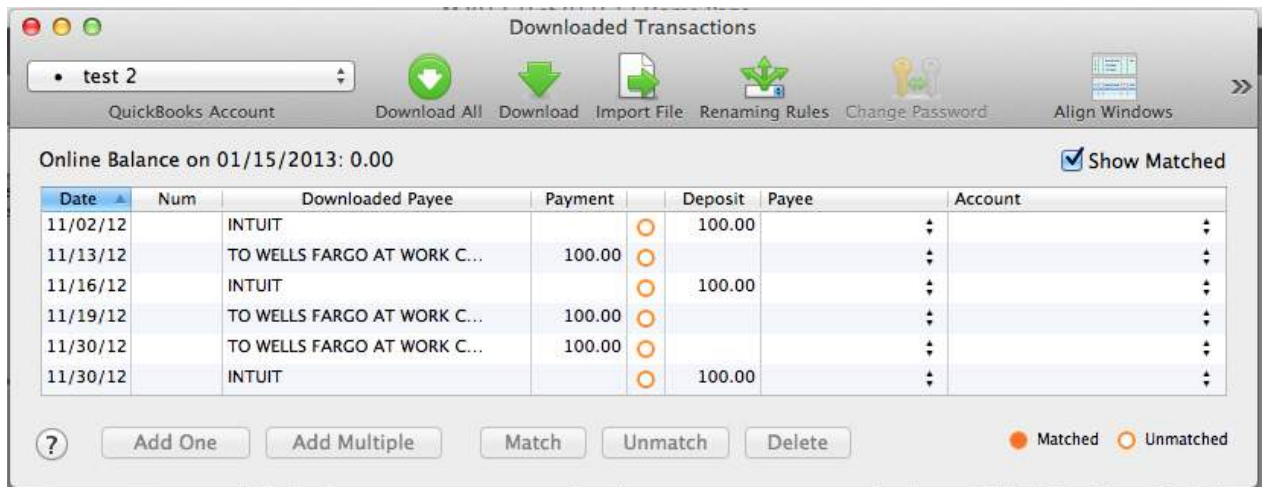 Downloaded Transactions
• test 2
QuickBooks Account Download All Download Import File Renaming Rules Change Password Align Windows »
Online Balance on 01/15/2013: 0.00 Show Matched
Date Num Downloaded Payee Payment Deposit Payee Account
11/02/12 INTUIT 100.00
11/13/12 TO WELLS FARGO AT WORK C... 100.00
11/16/12 INTUIT 100.00
11/19/12 TO WELLS FARGO AT WORK C... 100.00
11/30/12 TO WELLS FARGO AT WORK C... 100.00
11/30/12 INTUIT 100.00
? Add One Add Multiple Match Unmatch Delete Matched Unmatched